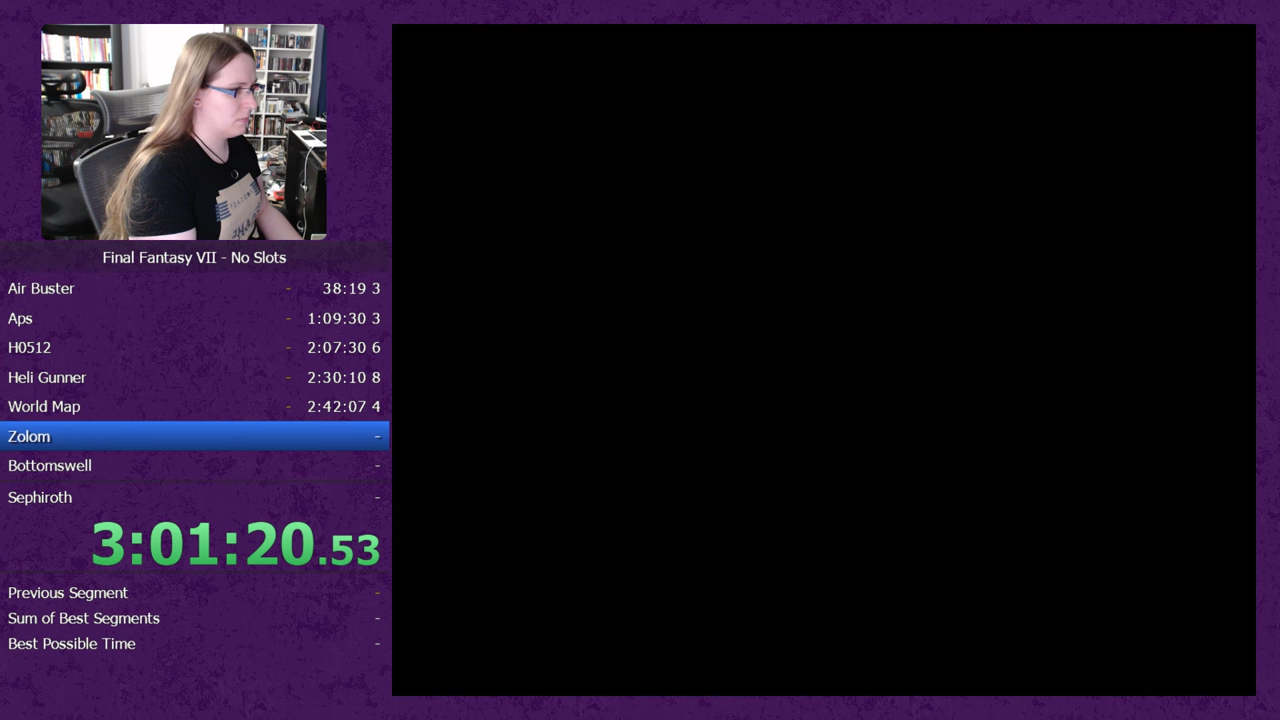 Final Fantasy VII - No Slots
Air Buster - 38:19 3
Aps - 1:09:30 3
H0512 - 2:07:30 6
Heli Gunner - 2:30:10 8
World Map - 2:42:07 4
Zolom -
Bottomswell -
Sephiroth -
3:01:20.53
Previous Segment -
Sum of Best Segments -
Best Possible Time -